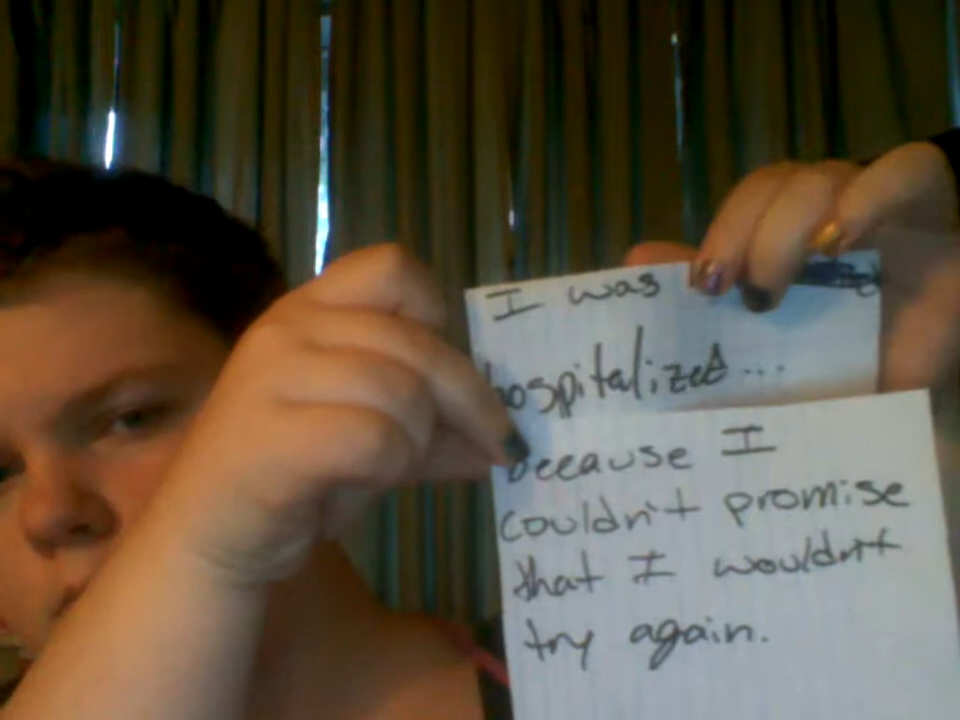 I was
hospitalized...
because I
couldn't promise
that I wouldn't
try again.